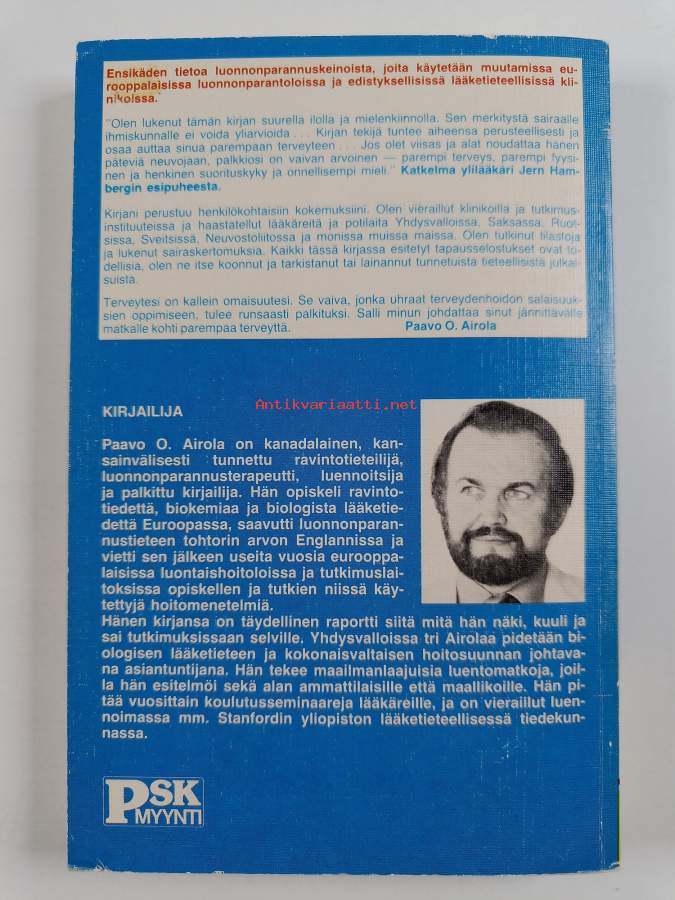 Ensikäden tietoa luonnonparannuskeinoista, joita käytetään muutamissa eu-
rooppalaisissa luonnonparantoloissa ja edistyksellisissä lääketieteellisissä kli-
nikoissa.
"Olen lukenut tämän kirjan suurella ilolla ja mielenkiinnolla. Sen merkitystä sairaalle
ihmiskunnalle ei voida yliarvioida . . . Kirjan tekijä tuntee aiheensa perusteellisesti ja
osaa auttaa sinua parempaan terveyteen . . . Jos olet viisas ja alat noudattaa hänen
päteviä neuvojaan, palkkiosi on vaivan arvoinen — parempi terveys, parempi fyysi-
nen ja henkinen suorituskyky ja onnellisempi mieli." Katkelma ylilääkäri Jern Ham-
bergin esipuheesta.
Kirjani perustuu henkilökohtaisiin kokemuksiini. Olen vieraillut klinikoilla ja tutkimus-
instituuteissa ja haastatellut lääkäreitä ja potilaita Yhdysvalloissa, Saksassa, Ruot-
sissa, Sveitsissä, Neuvostoliitossa ja monissa muissa maissa. Olen tutkinut tilastoja
ja lukenut sairaskertomuksia. Kaikki tässä kirjassa esitetyt tapausselostukset ovat to-
dellisia, olen ne itse koonnut ja tarkistanut tai lainannut tunnetuista tieteellisistä julkai-
suista.
Terveytesi on kallein omaisuutesi. Se vaiva, jonka uhraat terveydenhoidon salaisuuk-
sien oppimiseen, tulee runsaasti palkituksi. Salli minun johdattaa sinut jännittävälle
matkalle kohti parempaa terveyttä. Paavo O. Airola
Antikvariaatti.net
KIRJAILIJA
Paavo O. Airola on kanadalainen, kan-
sainvälisesti tunnettu ravintotieteilijä,
luonnonparannusterapeutti, luennoitsija
ja palkittu kirjailija. Hän opiskeli ravinto-
tiedettä, biokemiaa ja biologista lääketie-
dettä Euroopassa, saavutti luonnonparan-
nustieteen tohtorin arvon Englannissa ja
vietti sen jälkeen useita vuosia eurooppa-
laisissa luontaishoitoloissa ja tutkimuslai-
toksissa opiskellen ja tutkien niissä käy-
tettyjä hoitomenetelmiä.
Hänen kirjansa on täydellinen raportti siitä mitä hän näki, kuuli ja
sai tutkimuksissaan selville. Yhdysvalloissa tri Airolaa pidetään bi-
ologisen lääketieteen ja kokonaisvaltaisen hoitosuunnan johtava-
na asiantuntijana. Hän tekee maailmanlaajuisia luentomatkoja, joil-
la hän esitelmöi sekä alan ammattilaisille että maallikoille. Hän pi-
tää vuosittain koulutusseminaareja lääkäreille, ja on vieraillut luen-
noimassa mm. Stanfordin yliopiston lääketieteellisessä tiedekun-
nassa.
PSK
MYYNTI